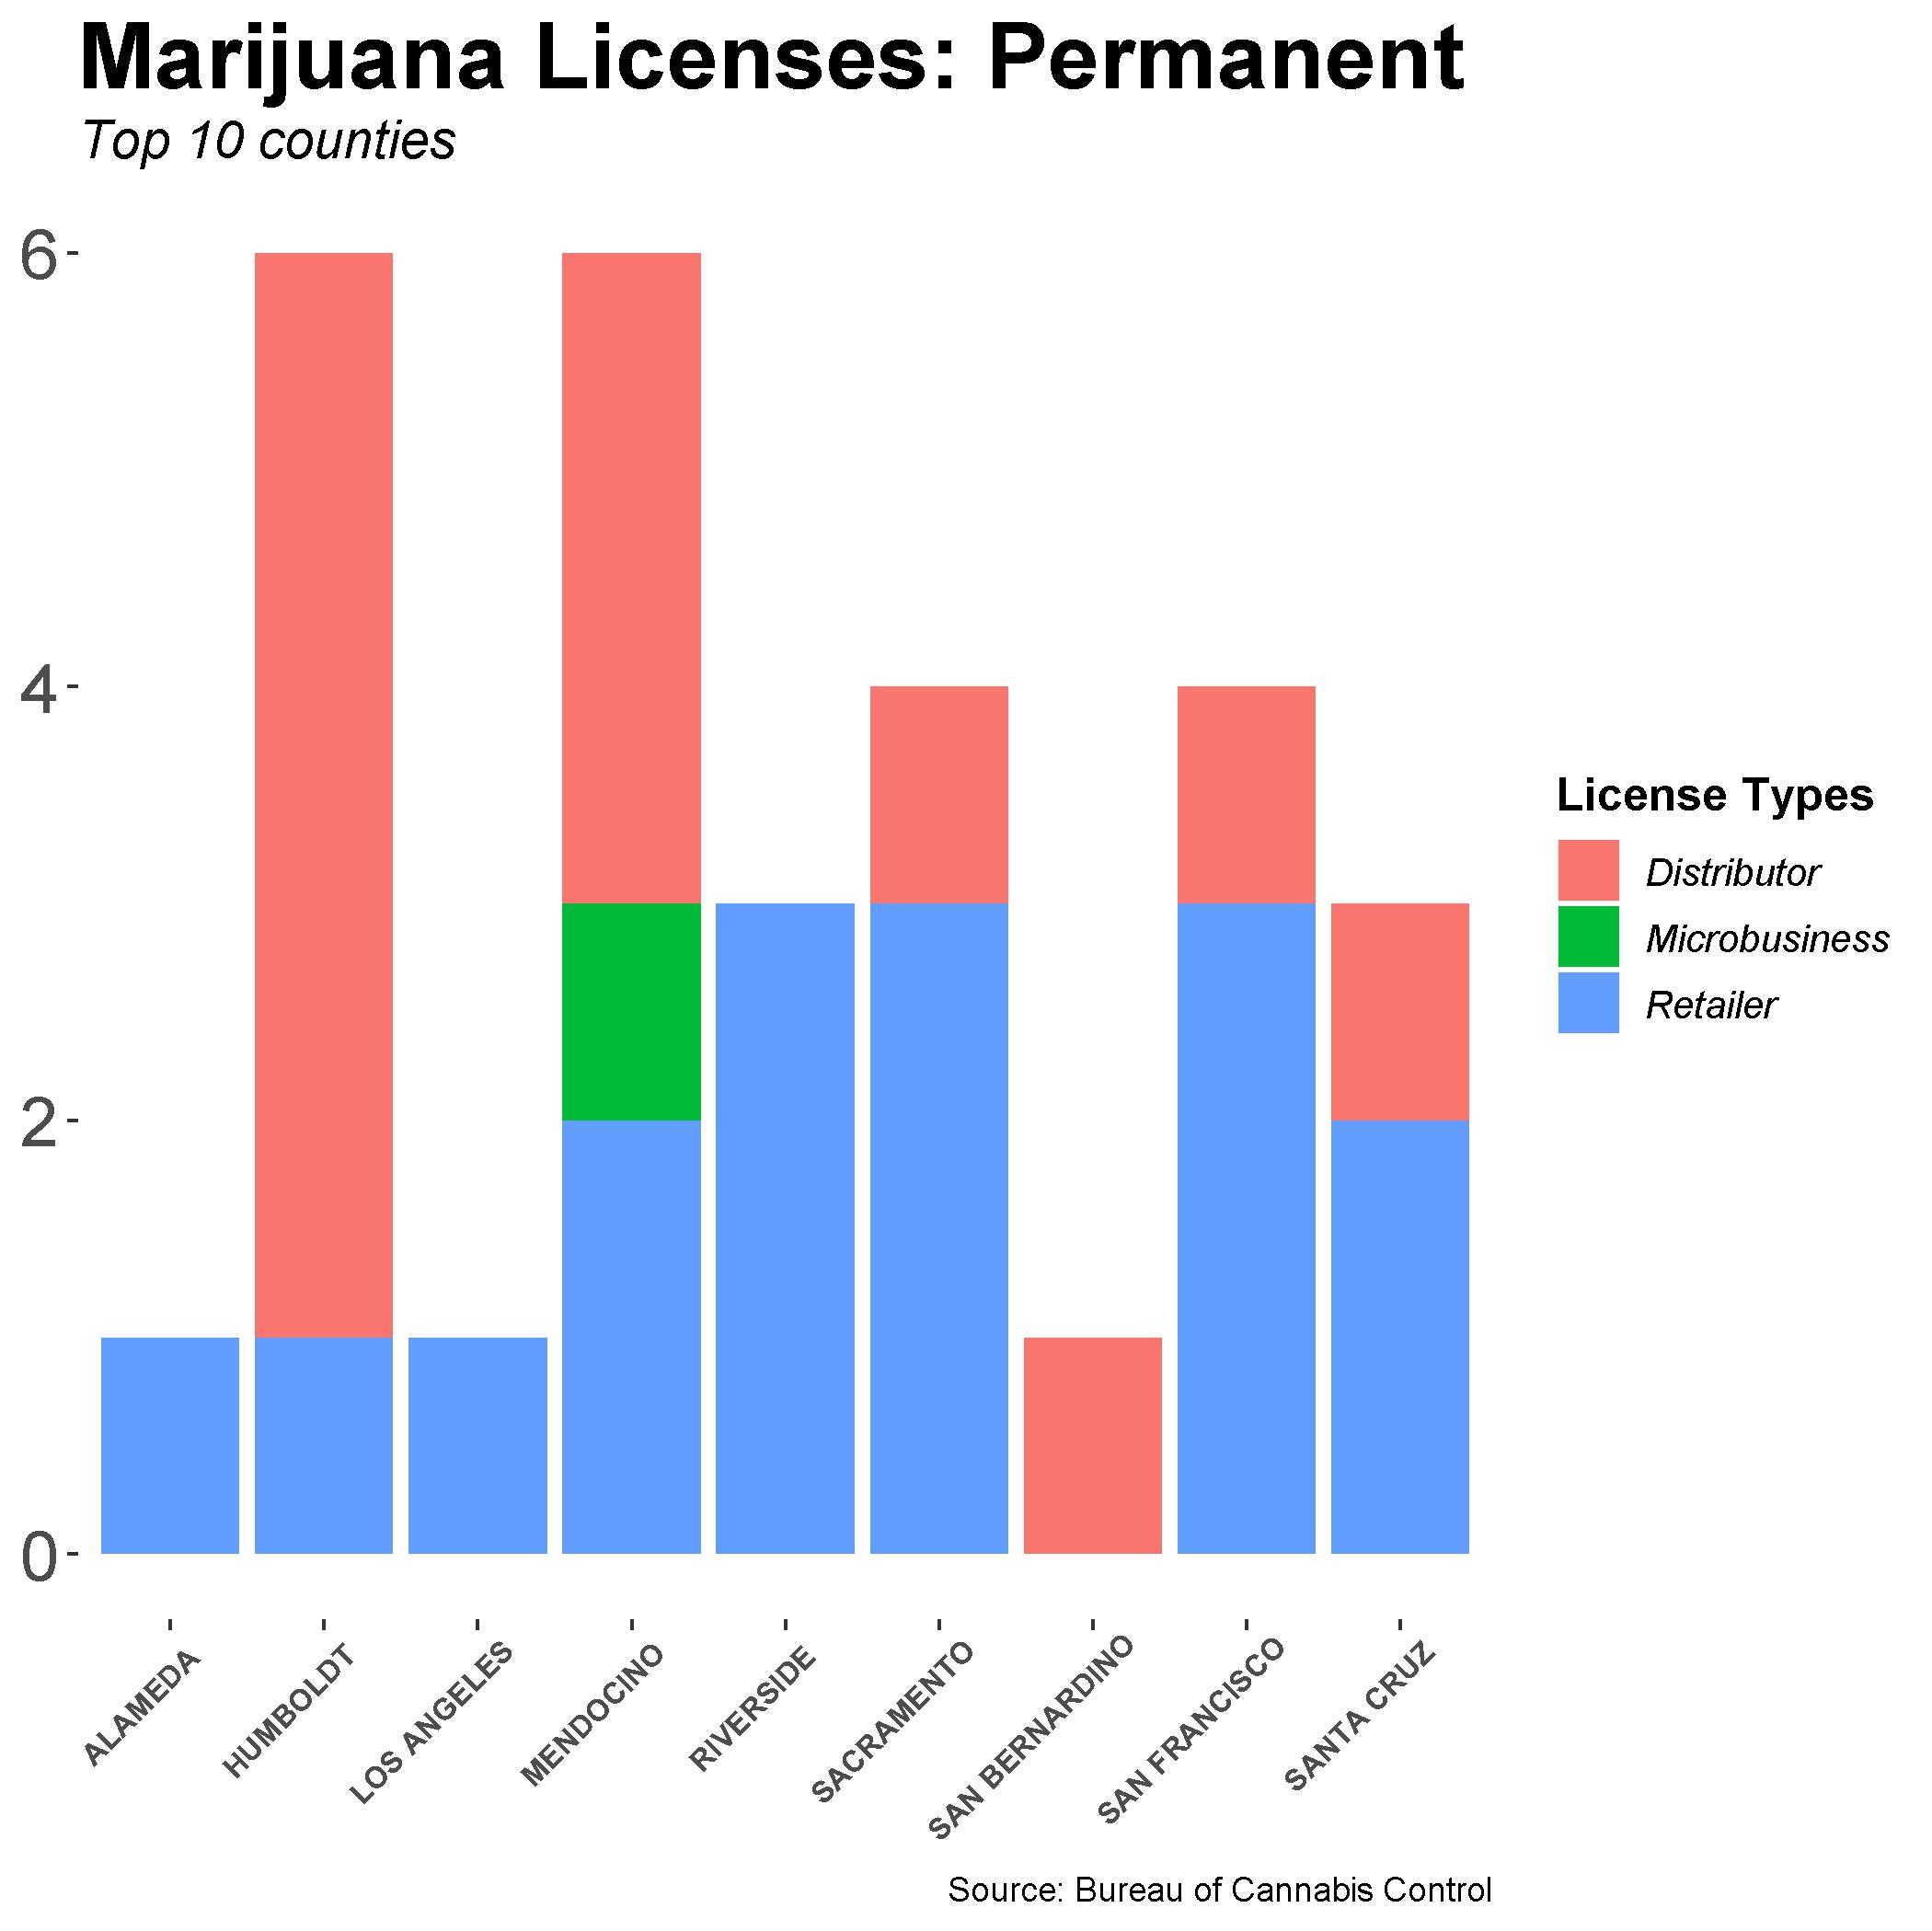 Marijuana Licenses: Permanent
Top 10 counties
6
4
2
0
License Types
Distributor
Microbusiness
Retailer
ALAMEDA
HUMBOLDT
LOS ANGELES
MENDOCINO
RIVERSIDE
SACRAMENTO
SAN BERNARDINO
SAN FRANCISCO
SANTA CRUZ
Source: Bureau of Cannabis Control